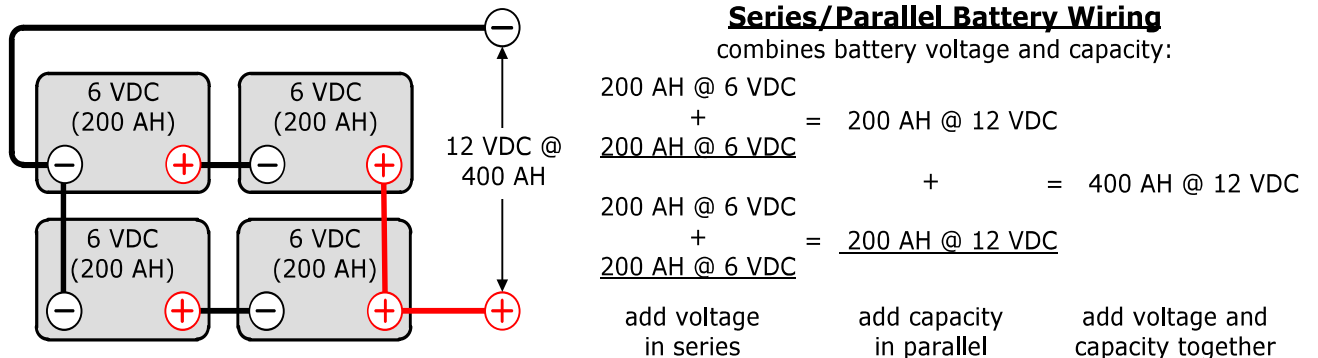 6 VDC
(200 AH)
6 VDC
(200 AH)
6 VDC
(200 AH)
6 VDC
(200 AH)
12 VDC @
400 AH
Series/Parallel Battery Wiring
combines battery voltage and capacity:
200 AH @ 6 VDC
+
200 AH @ 6 VDC
= 200 AH @ 12 VDC
+
= 400 AH @ 12 VDC
200 AH @ 6 VDC
+
200 AH @ 6 VDC
= 200 AH @ 12 VDC
add voltage
in series
add capacity
in parallel
add voltage and
capacity together